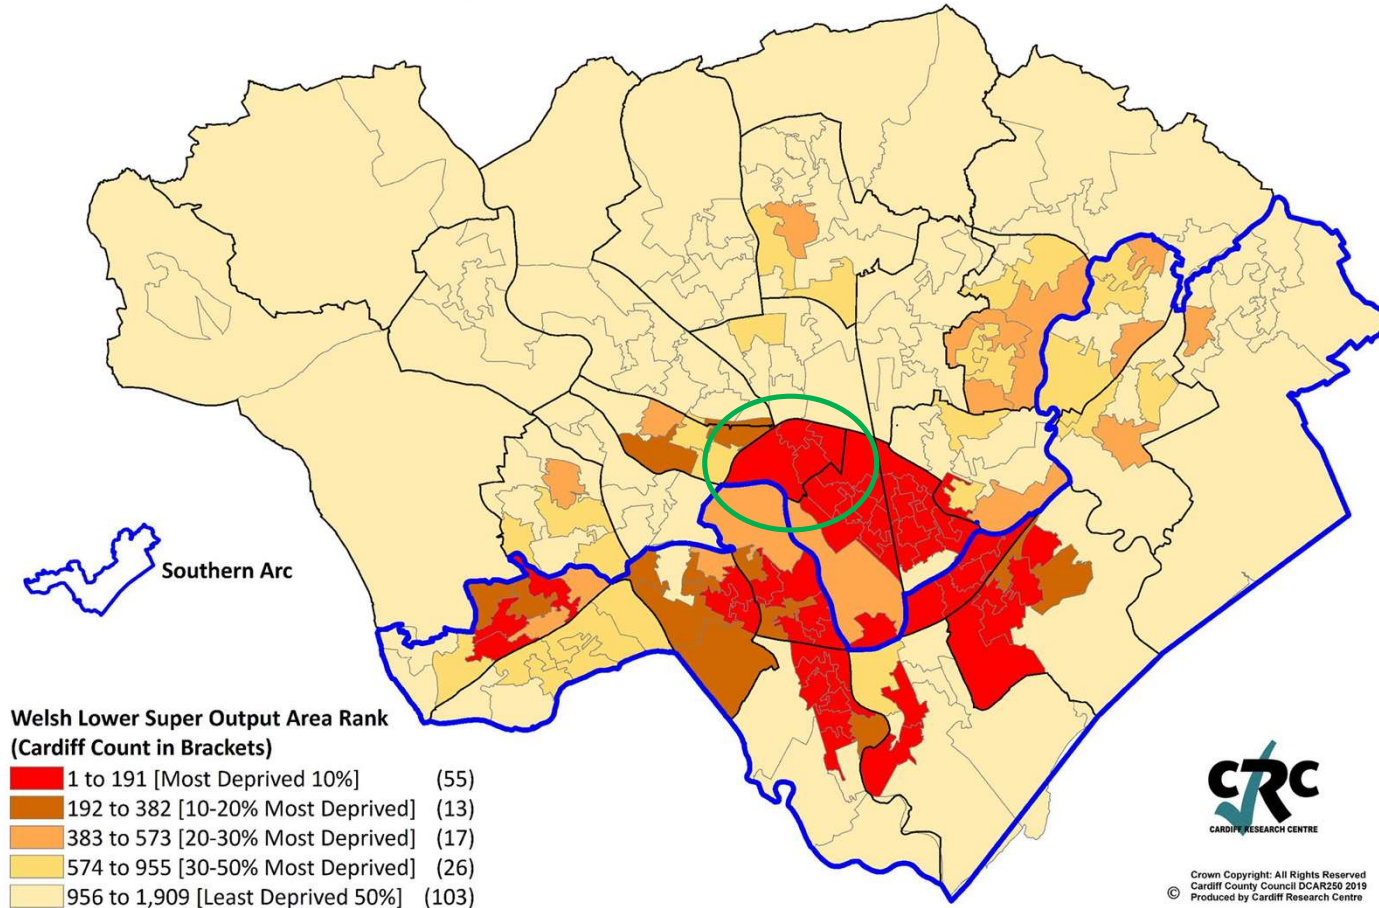 Southern Arc
Welsh Lower Super Output Area Rank
(Cardiff Count in Brackets)
1 to 191 [Most Deprived 10%] (55)
192 to 382 [10-20% Most Deprived] (13)
383 to 573 [20-30% Most Deprived] (17)
574 to 955 [30-50% Most Deprived] (26)
956 to 1,909 [Least Deprived 50%] (103)
CRC
CARDIFF RESEARCH CENTRE
Crown Copyright: All Rights Reserved
Cardiff County Council DCAR250 2019
© Produced by Cardiff Research Centre